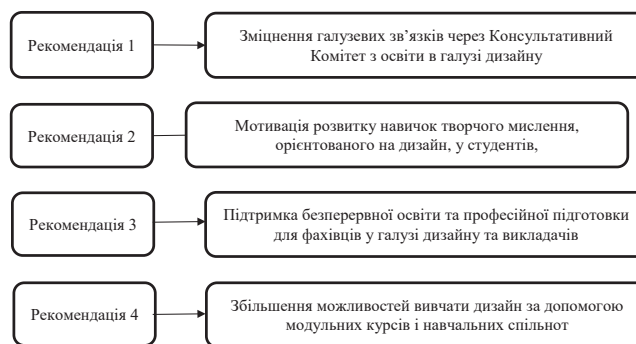 Рекомендація 1
Зміцнення галузевих зв’язків через Консультативний
Комітет з освіти в галузі дизайну
Рекомендація 2
Мотивація розвитку навичок творчого мислення,
орієнтованого на дизайн, у студентів,
Рекомендація 3
Підтримка безперервної освіти та професійної підготовки
для фахівців у галузі дизайну та викладачів
Рекомендація 4
Збільшення можливостей вивчати дизайн за допомогою
модульних курсів і навчальних спільнот